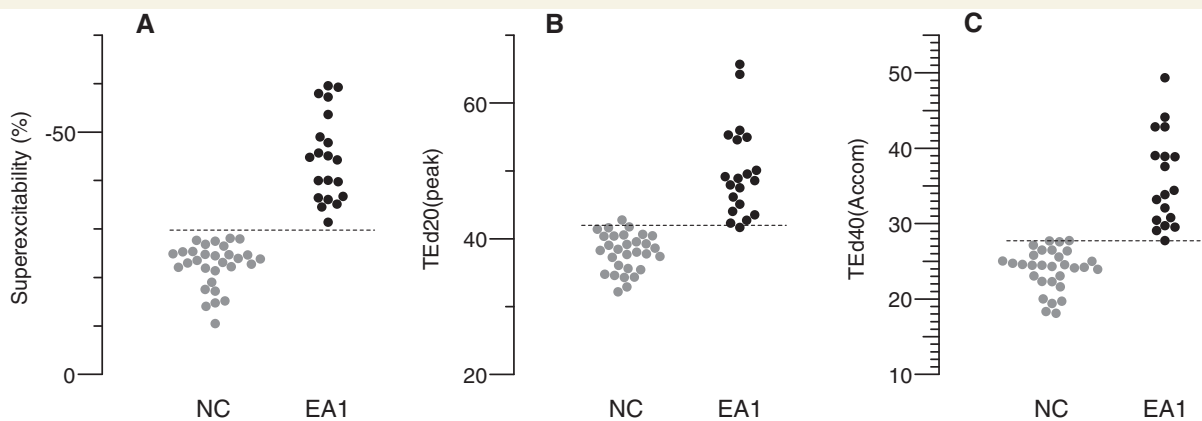 A
B
C
Superexcitability (%)
-50
0
NC
EA1
TEd20(peak)
60
40
20
NC
EA1
TEd40(Accom)
50
40
30
20
10
NC
EA1